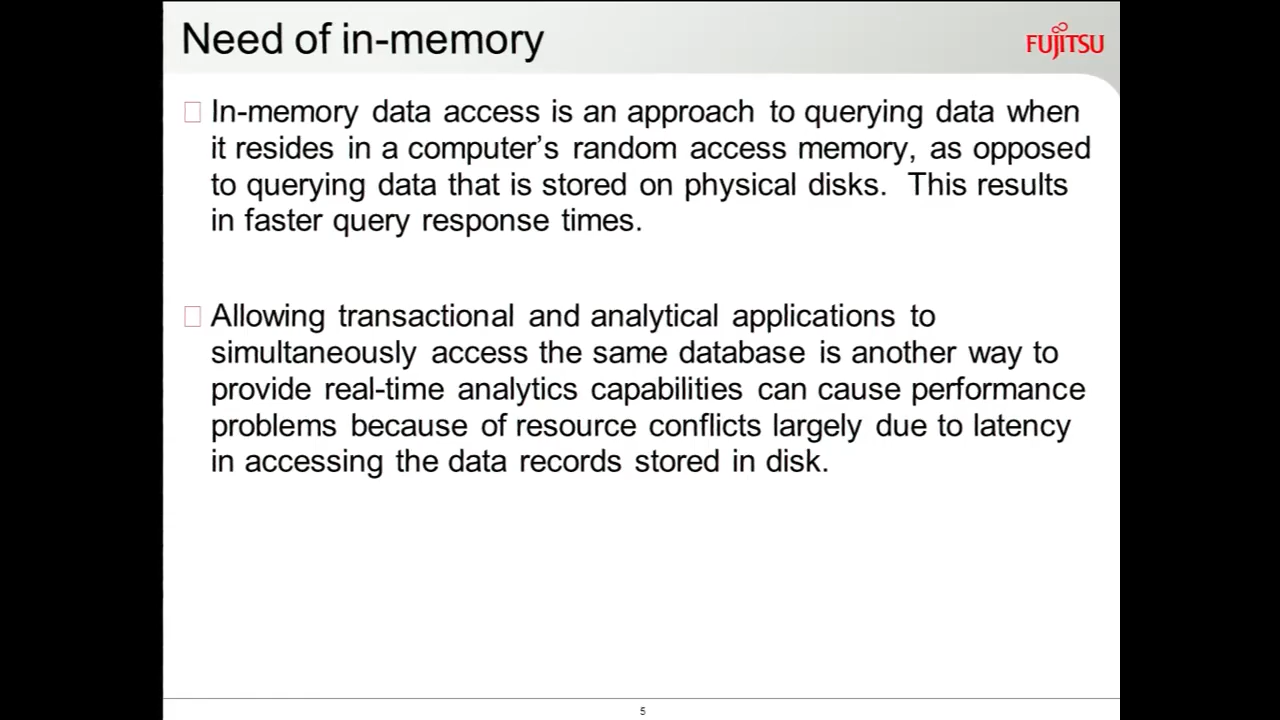 Need of in-memory
FUJITSU
In-memory data access is an approach to querying data when
it resides in a computer’s random access memory, as opposed
to querying data that is stored on physical disks. This results
in faster query response times.
Allowing transactional and analytical applications to
simultaneously access the same database is another way to
provide real-time analytics capabilities can cause performance
problems because of resource conflicts largely due to latency
in accessing the data records stored in disk.
5